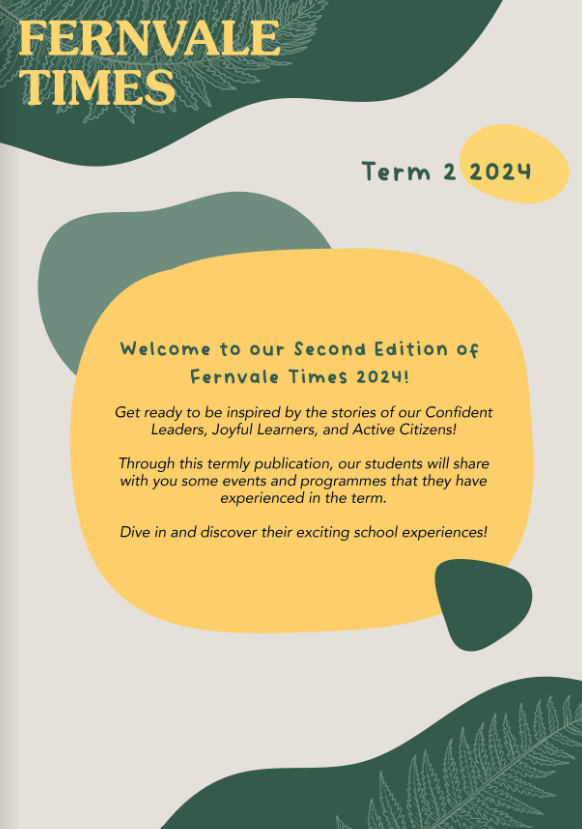 FERNVALE
TIMES
Term 2 2024
Welcome to our Second Edition of
Fernvale Times 2024!
Get ready to be inspired by the stories of our Confident
Leaders, Joyful Learners, and Active Citizens!
Through this termly publication, our students will share
with you some events and programmes that they have
experienced in the term.
Dive in and discover their exciting school experiences!